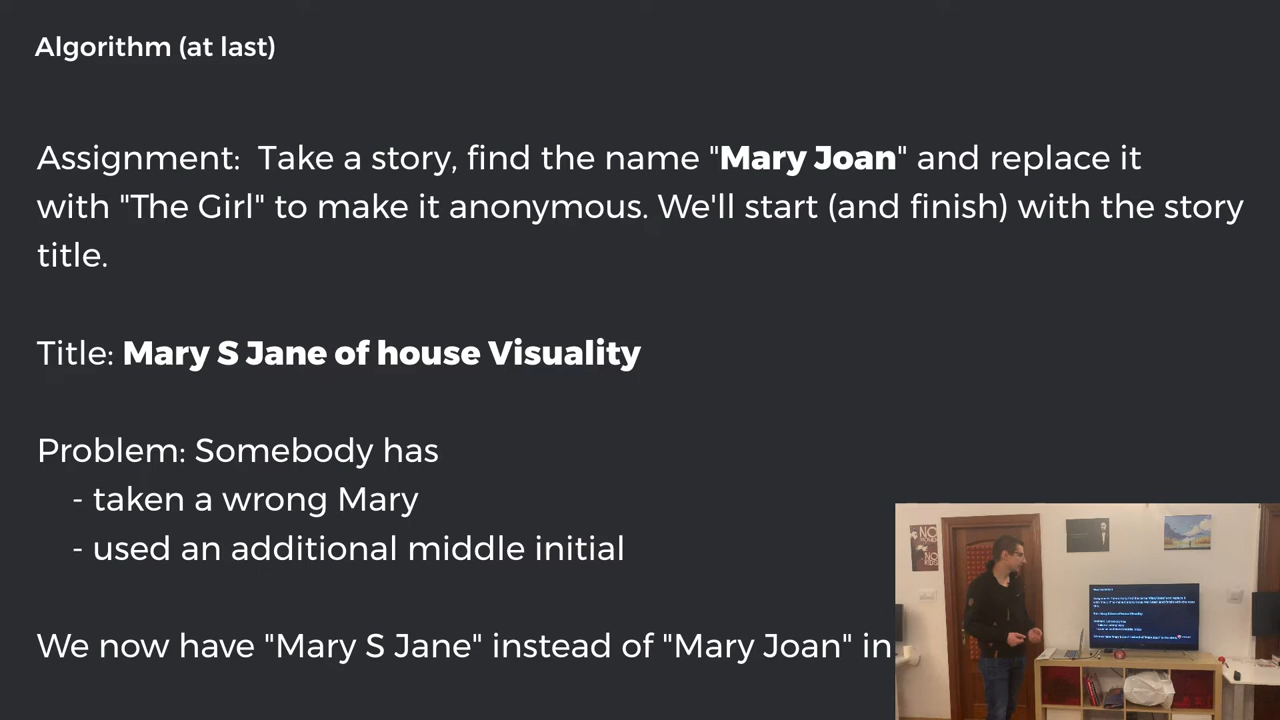 Algorithm (at last)
Assignment:  Take a story, find the name "Mary Joan" and replace it
with "The Girl" to make it anonymous. We'll start (and finish) with the story
title.
Title: Mary S Jane of house Visuality
Problem: Somebody has
- taken a wrong Mary
- used an additional middle initial
We now have "Mary S Jane" instead of "Mary Joan" in
NO
NO